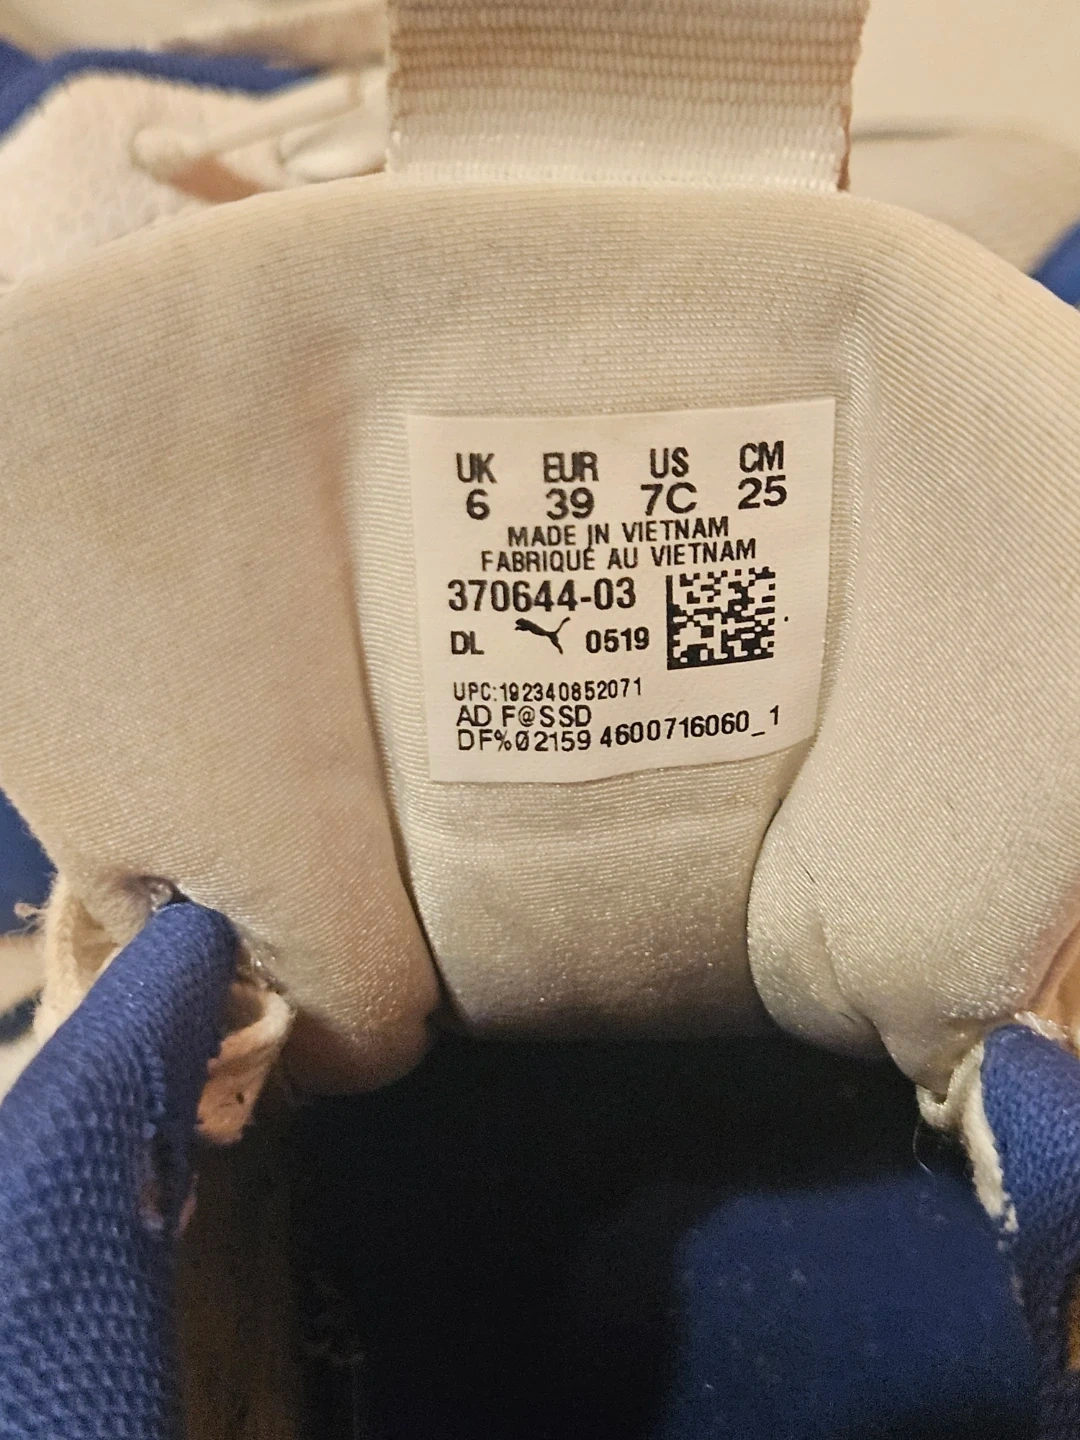 UK EUR US CM
6 39 7C 25
MADE IN VIETNAM
FABRIQUÉ AU VIETNAM
370644-03
DL 0519
UPC:192340852071
AD F@SSD
DF%02159 4600716060_1